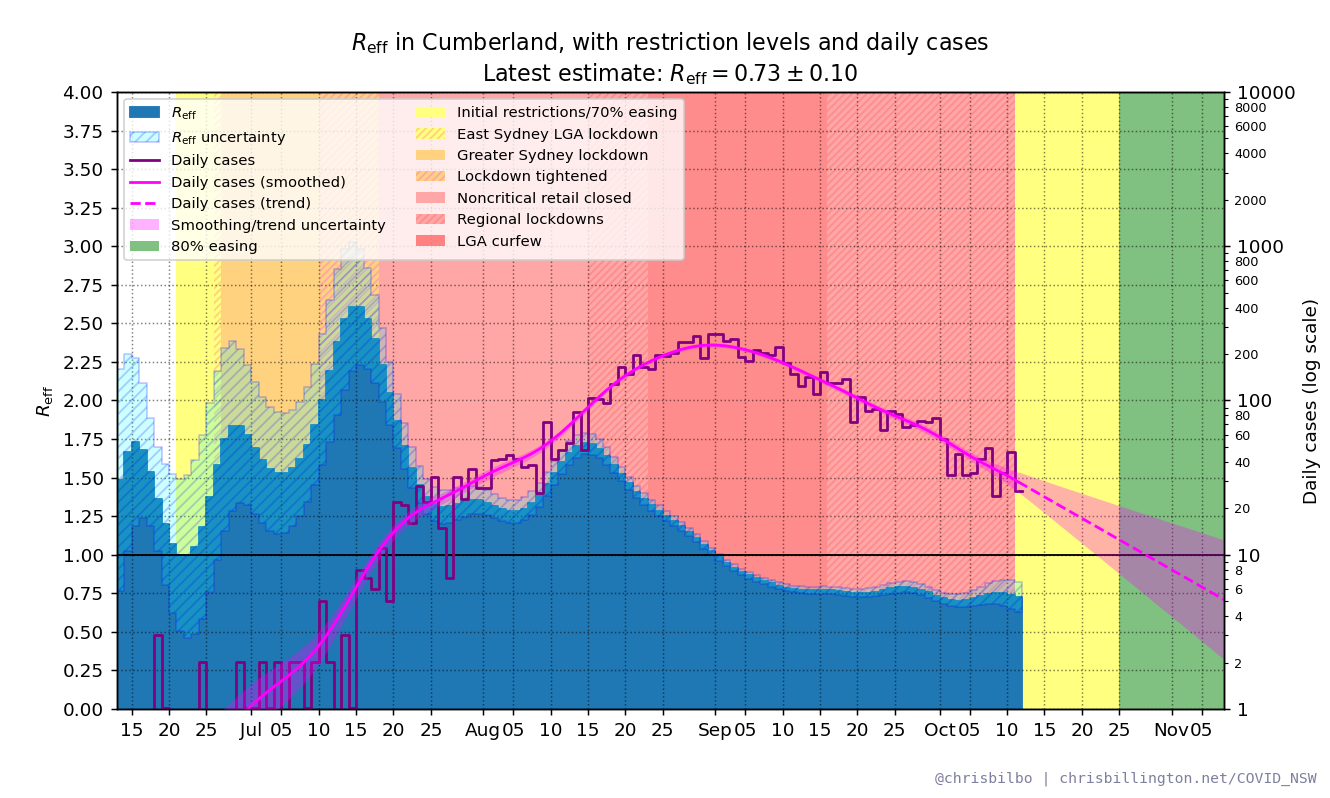 Reff in Cumberland, with restriction levels and daily cases
Latest estimate: Reff = 0.73 ± 0.10
Reff
Reff uncertainty
Daily cases
Daily cases (smoothed)
Daily cases (trend)
Smoothing/trend uncertainty
80% easing
Initial restrictions/70% easing
East Sydney LGA lockdown
Greater Sydney lockdown
Lockdown tightened
Noncritical retail closed
Regional lockdowns
LGA curfew
Reff
4.00
3.75
3.50
3.25
3.00
2.75
2.50
2.25
2.00
1.75
1.50
1.25
1.00
0.75
0.50
0.25
0.00
10000
8000
6000
4000
2000
1000
800
600
400
200
100
80
60
40
20
10
8
6
4
2
1
Daily cases (log scale)
15 20 25 Jul 05 10 15 20 25 Aug 05 10 15 20 25 Sep 05 10 15 20 25 Oct 05 10 15 20 25 Nov 05
@chrisbilbo | chrisbillington.net/COVID_NSW